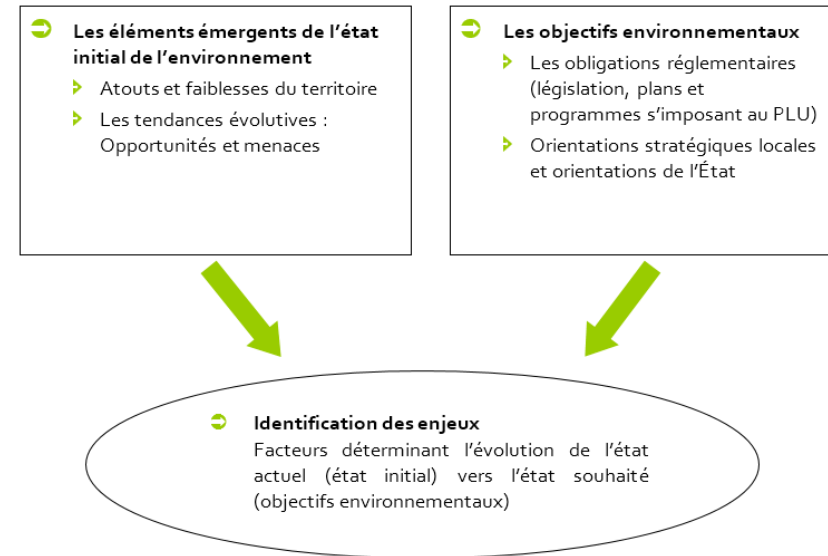 Les éléments émergents de l’état
initial de l’environnement
Atouts et faiblesses du territoire
Les tendances évolutives :
Opportunités et menaces
Les objectifs environnementaux
Les obligations réglementaires
(législation, plans et
programmes s’imposant au PLU)
Orientations stratégiques locales
et orientations de l’État
Identification des enjeux
Facteurs déterminant l’évolution de l’état
actuel (état initial) vers l’état souhaité
(objectifs environnementaux)